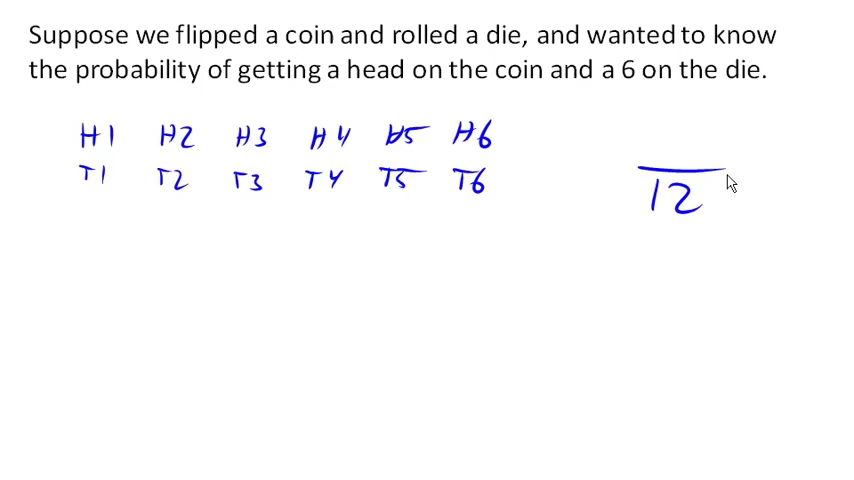 Suppose we flipped a coin and rolled a die, and wanted to know
the probability of getting a head on the coin and a 6 on the die.
H1 H2 H3 H4 H5 H6
T1 T2 T3 T4 T5 T6
12